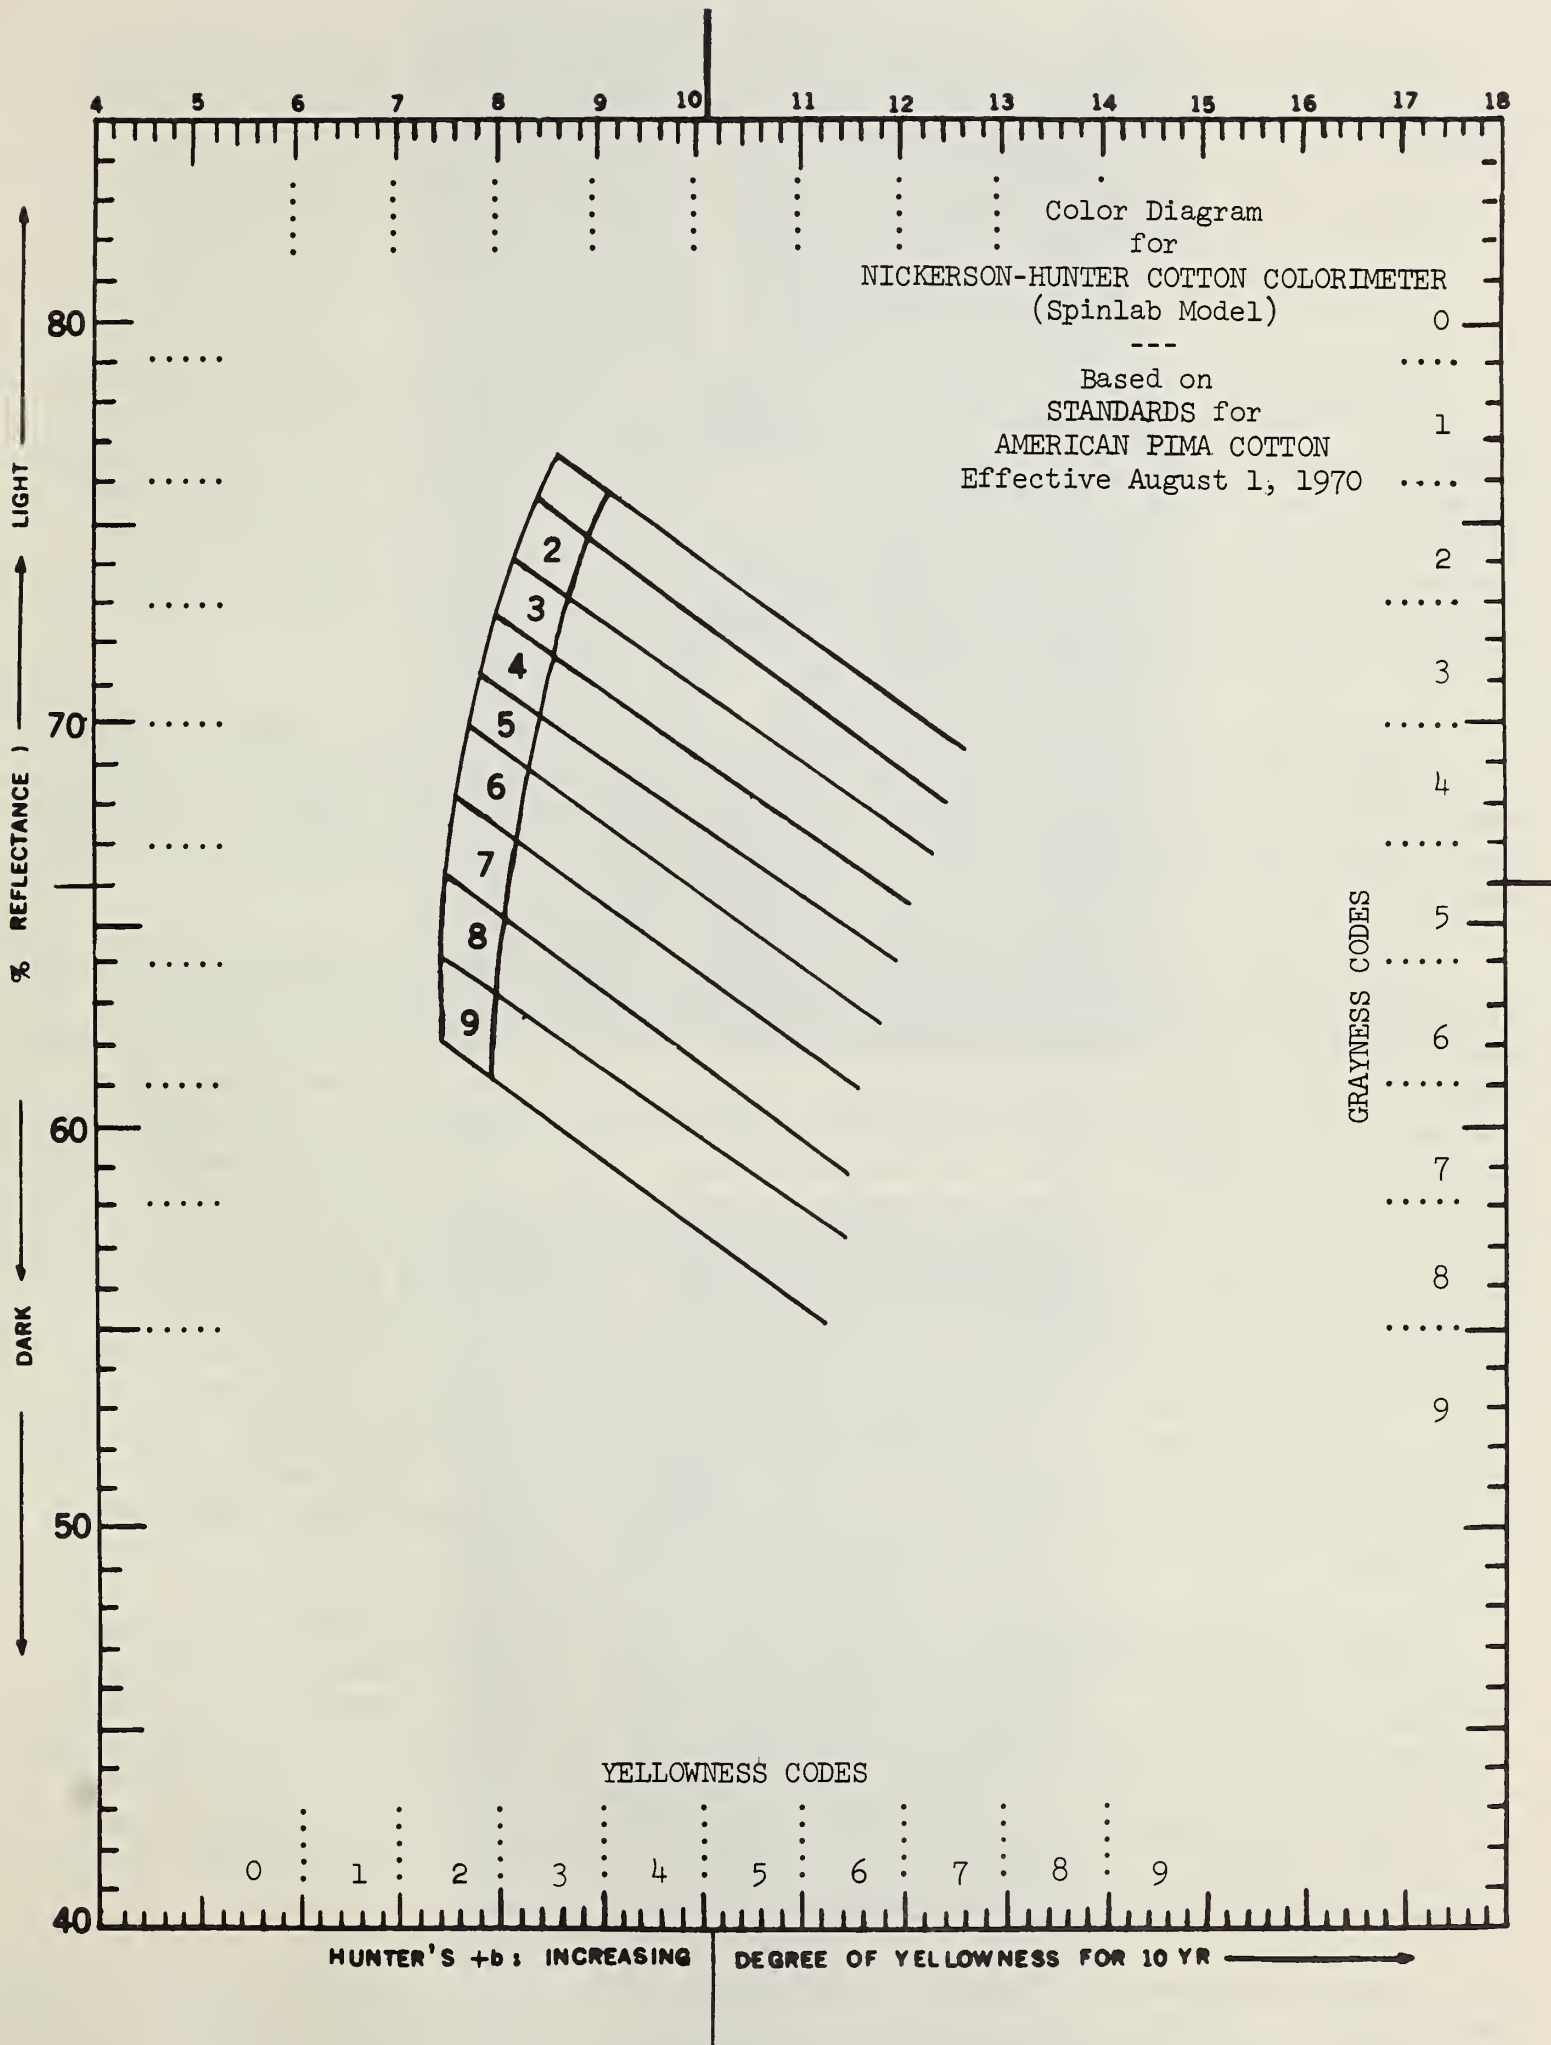 4 5 6 7 8 9 10 11 12 13 14 15 16 17 18
Color Diagram
for
NICKERSON-HUNTER COTTON COLORIMETER
(Spinlab Model)
---
Based on
STANDARDS for
AMERICAN PIMA COTTON
Effective August 1, 1970
80
70
60
50
40
% REFLECTANCE ) LIGHT
DARK
2
3
4
5
6
7
8
9
0
1
2
3
4
5
6
7
8
9
GRAYNESS CODES
YELLOWNESS CODES
0 1 2 3 4 5 6 7 8 9
HUNTER'S +b: INCREASING DEGREE OF YELLOWNESS FOR 10 YR